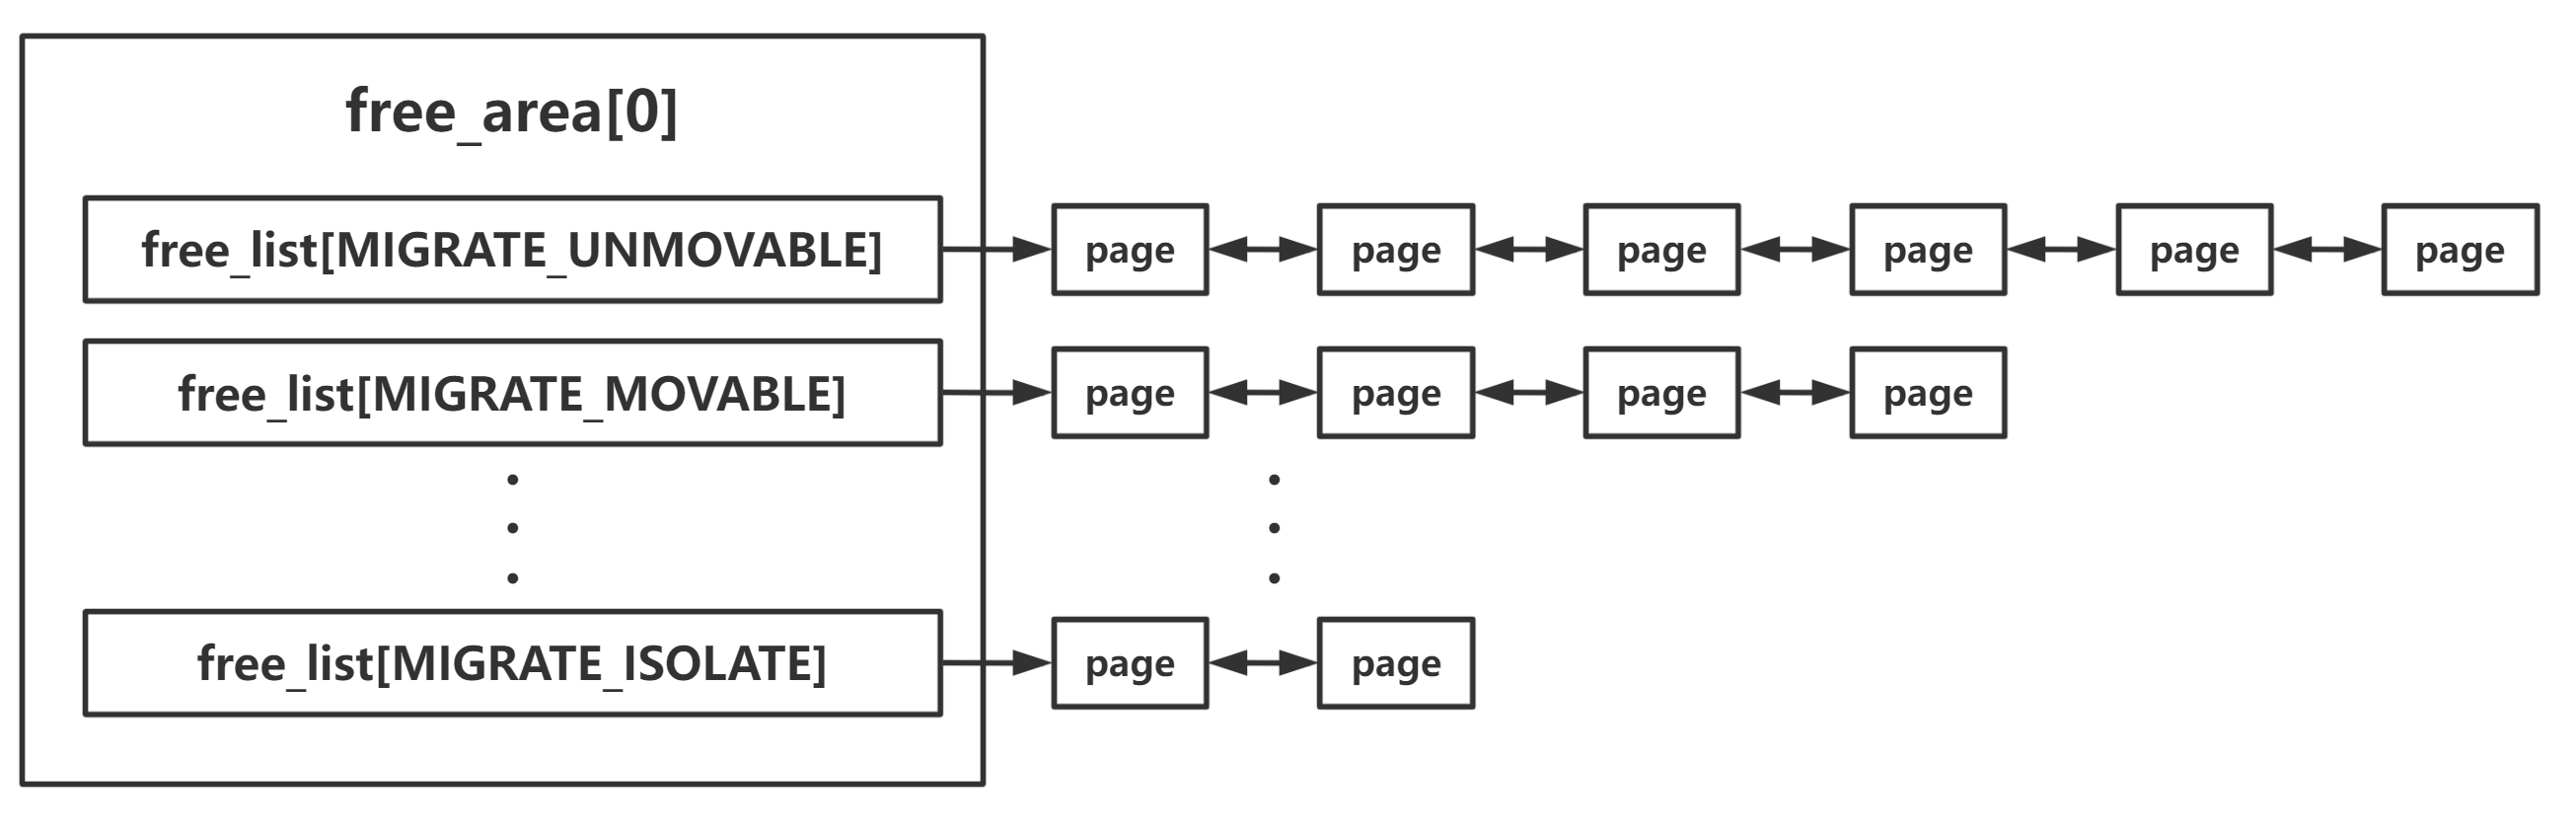 free_area[0]
free_list[MIGRATE_UNMOVABLE] page page page page page page
free_list[MIGRATE_MOVABLE] page page page page
free_list[MIGRATE_ISOLATE] page page